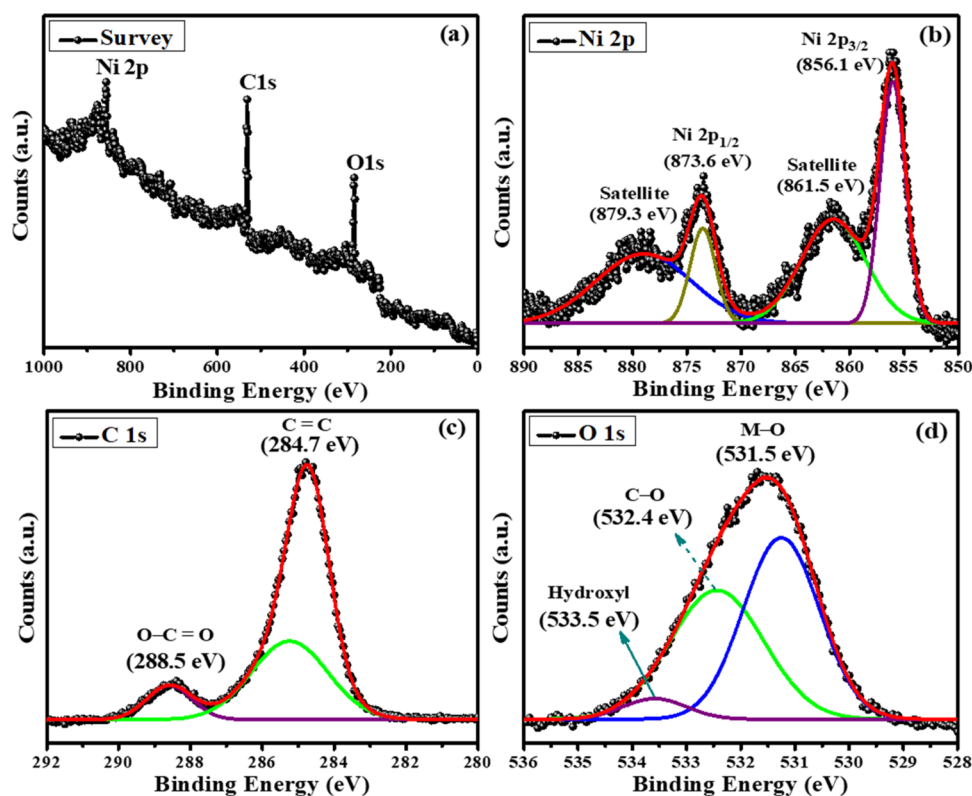 Survey
(a)
Ni 2p
C1s
O1s
Counts (a.u.)
1000 800 600 400 200 0
Binding Energy (eV)
Ni 2p
(b)
Ni 2p3/2
(856.1 eV)
Ni 2p1/2
(873.6 eV)
Satellite
(861.5 eV)
Satellite
(879.3 eV)
Counts (a.u.)
890 885 880 875 870 865 860 855 850
Binding Energy (eV)
C 1s
(c)
C = C
(284.7 eV)
O–C = O
(288.5 eV)
Counts (a.u.)
292 290 288 286 284 282 280
Binding Energy (eV)
O 1s
(d)
M–O
(531.5 eV)
C–O
(532.4 eV)
Hydroxyl
(533.5 eV)
Counts (a.u.)
536 535 534 533 532 531 530 529 528
Binding Energy (eV)